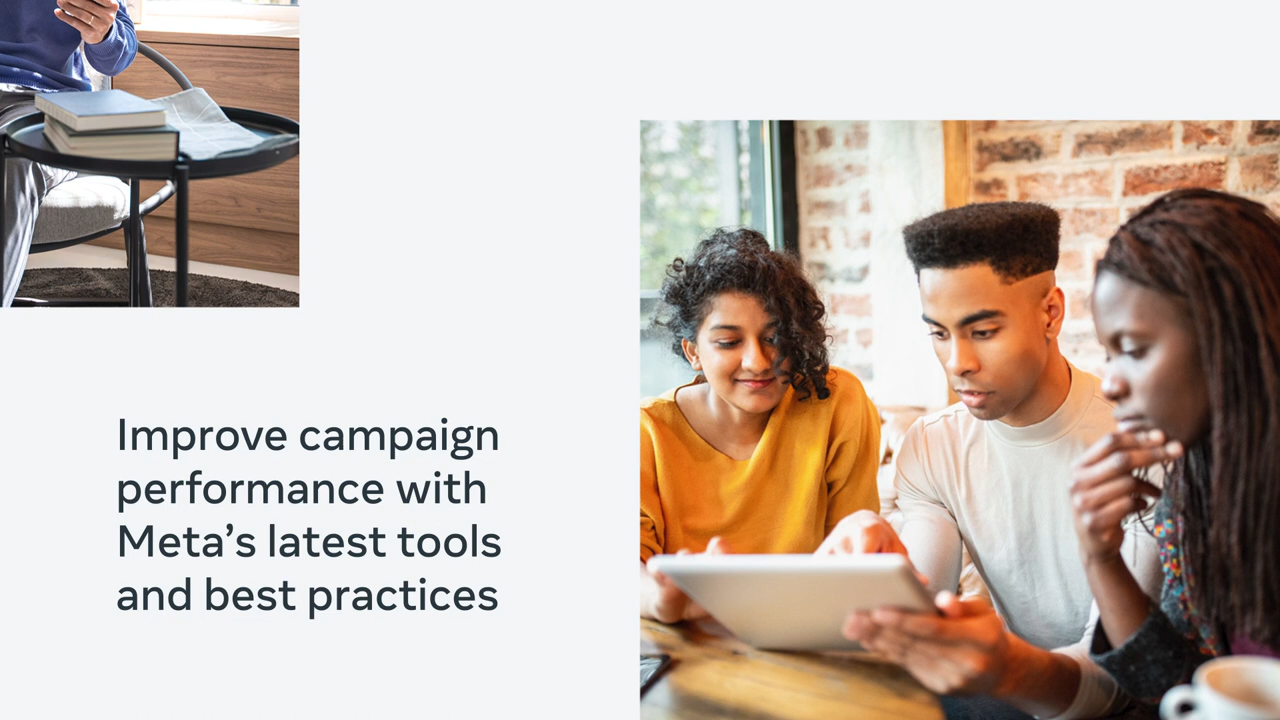 Improve campaign
performance with
Meta’s latest tools
and best practices